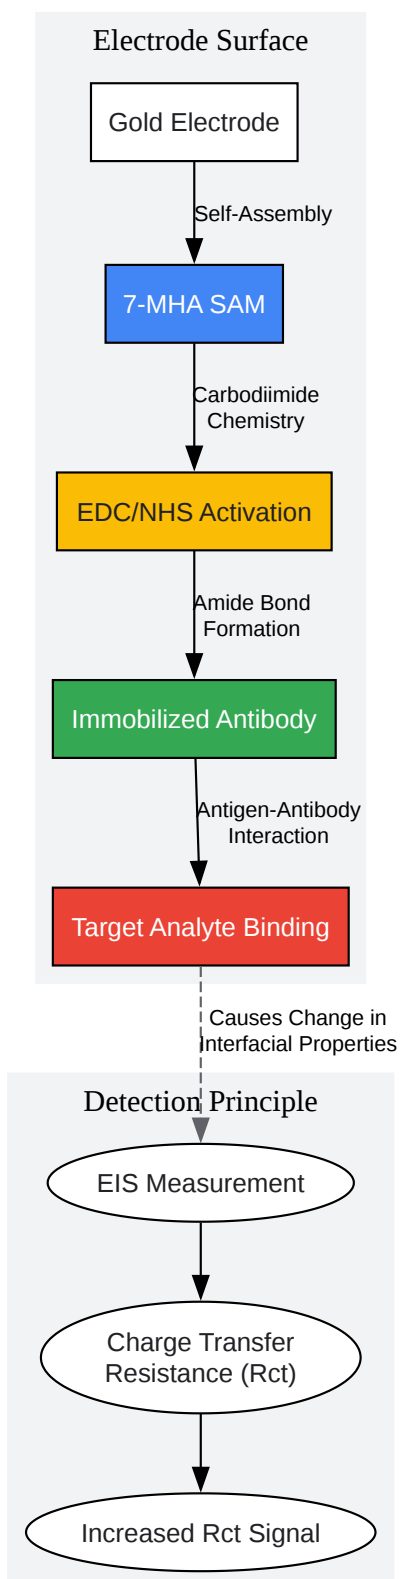 Electrode Surface
Gold Electrode
Self-Assembly
7-MHA SAM
Carbodiimide
Chemistry
EDC/NHS Activation
Amide Bond
Formation
Immobilized Antibody
Antigen-Antibody
Interaction
Target Analyte Binding
Causes Change in
Interfacial Properties
Detection Principle
EIS Measurement
Charge Transfer
Resistance (Rct)
Increased Rct Signal